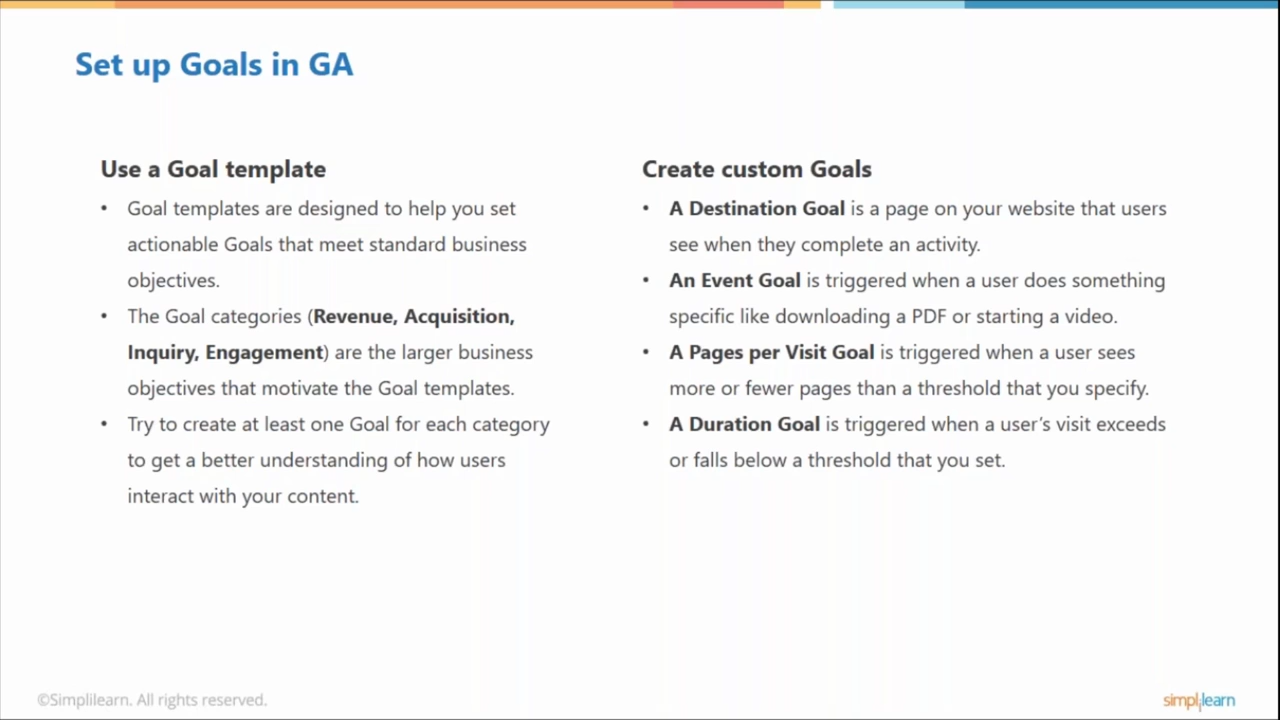 Set up Goals in GA
Use a Goal template
• Goal templates are designed to help you set
actionable Goals that meet standard business
objectives.
• The Goal categories (Revenue, Acquisition,
Inquiry, Engagement) are the larger business
objectives that motivate the Goal templates.
• Try to create at least one Goal for each category
to get a better understanding of how users
interact with your content.
Create custom Goals
• A Destination Goal is a page on your website that users
see when they complete an activity.
• An Event Goal is triggered when a user does something
specific like downloading a PDF or starting a video.
• A Pages per Visit Goal is triggered when a user sees
more or fewer pages than a threshold that you specify.
• A Duration Goal is triggered when a user’s visit exceeds
or falls below a threshold that you set.
©Simplilearn. All rights reserved.
simplilearn